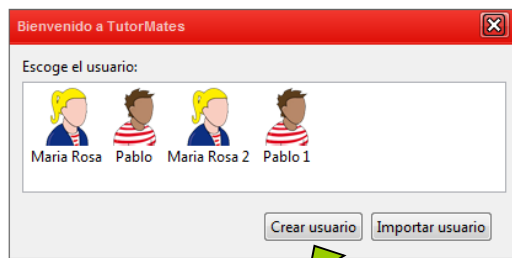 Bienvenido a TutorMates
Escoge el usuario:
Maria Rosa Pablo Maria Rosa 2 Pablo 1
Crear usuario Importar usuario